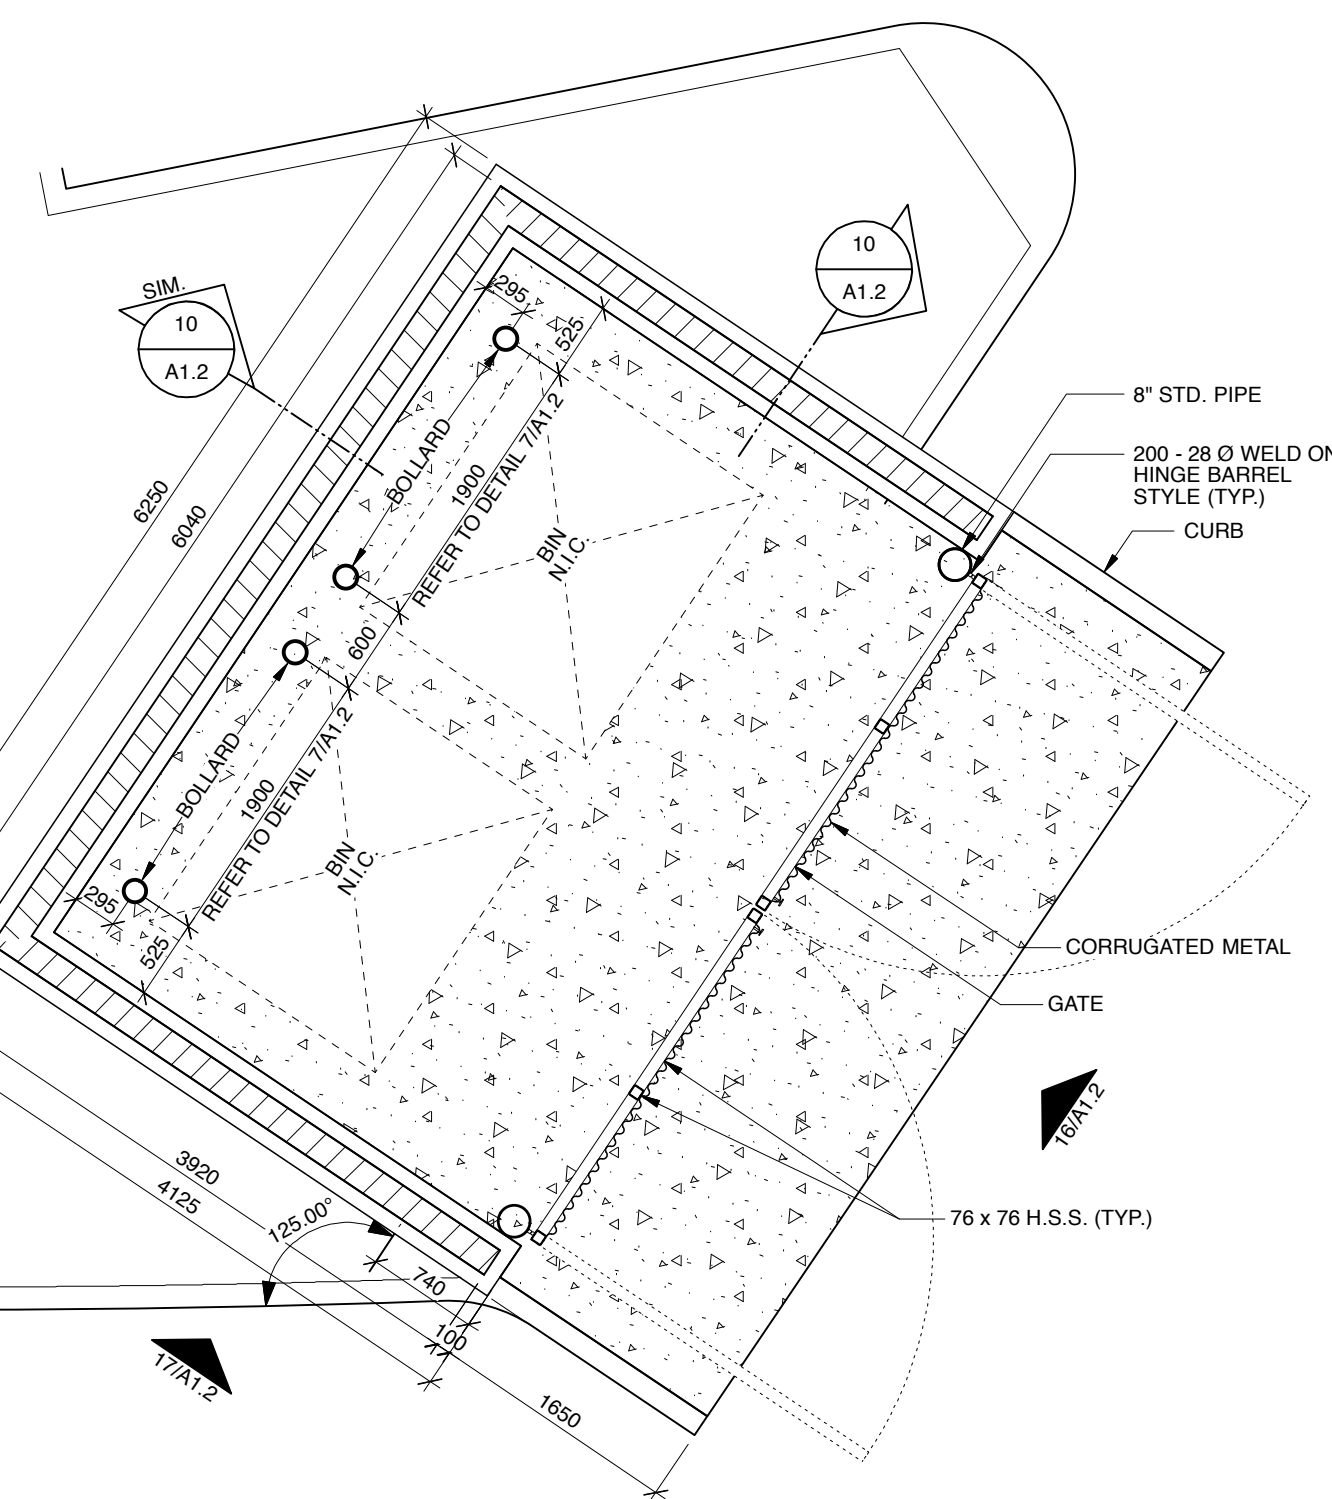 10
A1.2
SIM.
10
A1.2
295
525
8" STD. PIPE
200 - 28 Ø WELD ON
HINGE BARREL
STYLE (TYP.)
CURB
BOLLARD
1900
REFER TO DETAIL 7/A1.2
6250
6040
BIN
N.I.C.
600
BOLLARD
1900
REFER TO DETAIL 7/A1.2
BIN
N.I.C.
295
525
CORRUGATED METAL
GATE
16/A1.2
3920
4125
125.00°
76 x 76 H.S.S. (TYP.)
740
100
17/A1.2
1650